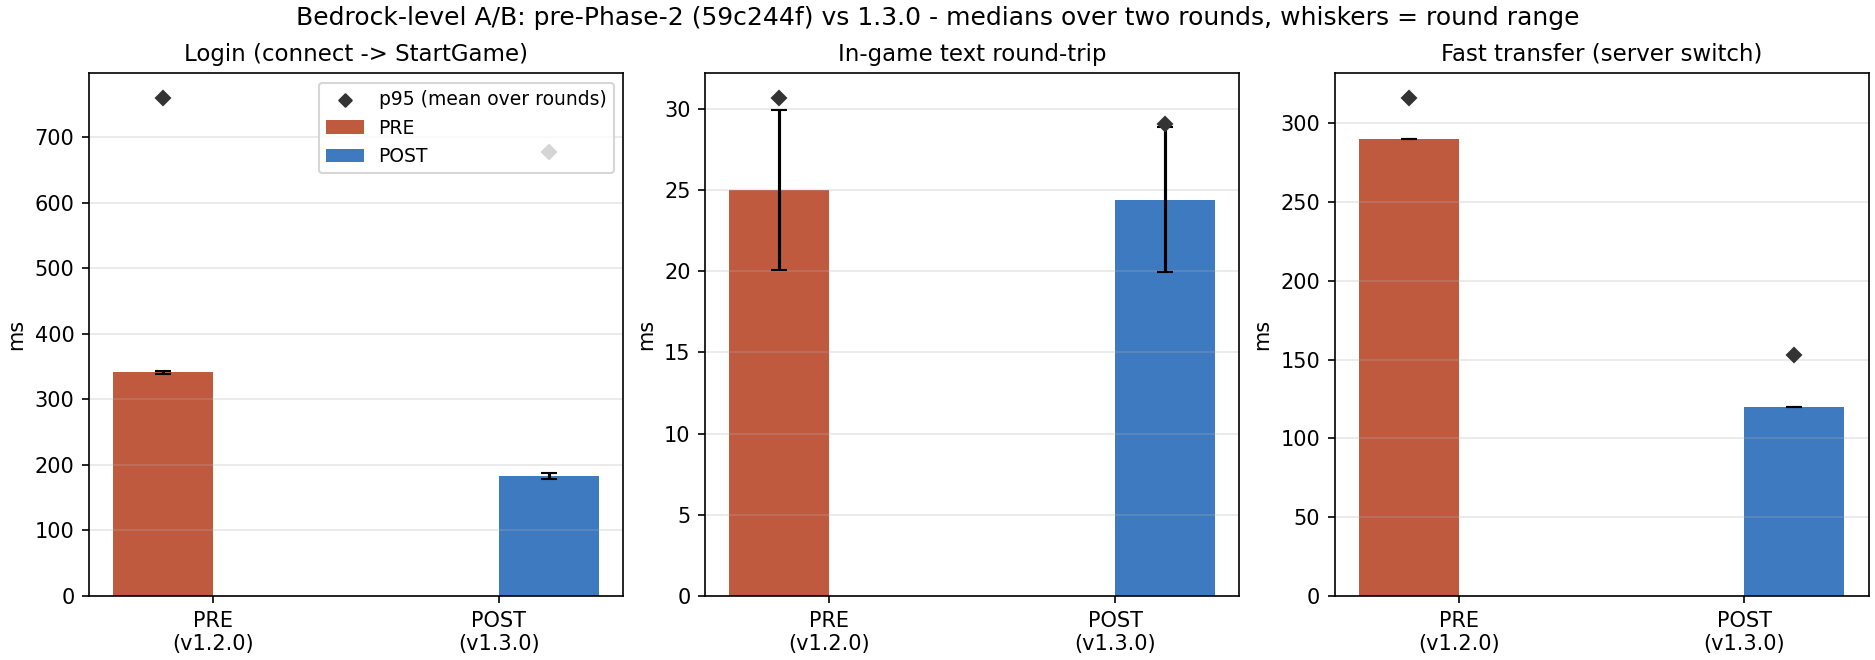 Bedrock-level A/B: pre-Phase-2 (59c244f) vs 1.3.0 - medians over two rounds, whiskers = round range
Login (connect -> StartGame)
ms
700
600
500
400
300
200
100
0
p95 (mean over rounds)
PRE
POST
PRE
(v1.2.0)
POST
(v1.3.0)
In-game text round-trip
ms
30
25
20
15
10
5
0
PRE
(v1.2.0)
POST
(v1.3.0)
Fast transfer (server switch)
ms
300
250
200
150
100
50
0
PRE
(v1.2.0)
POST
(v1.3.0)